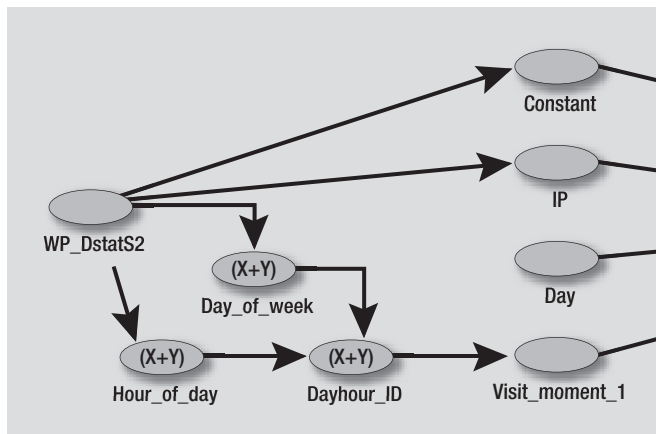 Constant
IP
WP_DstatS2
(X+Y)
Day_of_week
Day
(X+Y)
Hour_of_day
(X+Y)
Dayhour_ID
Visit_moment_1